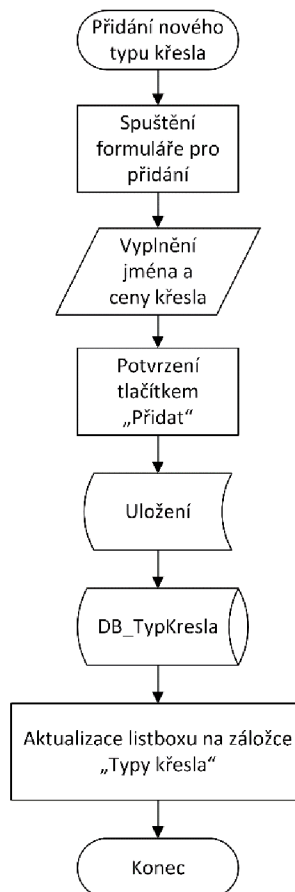 Přidání nového
typu křesla
Spuštění
formuláře pro
přidání
Vyplnění
jména a
ceny křesla
Potvrzení
tlačítkem
„Přidat“
Uložení
DB_TypKresla
Aktualizace listboxu na záložce
„Typy křesla“
Konec